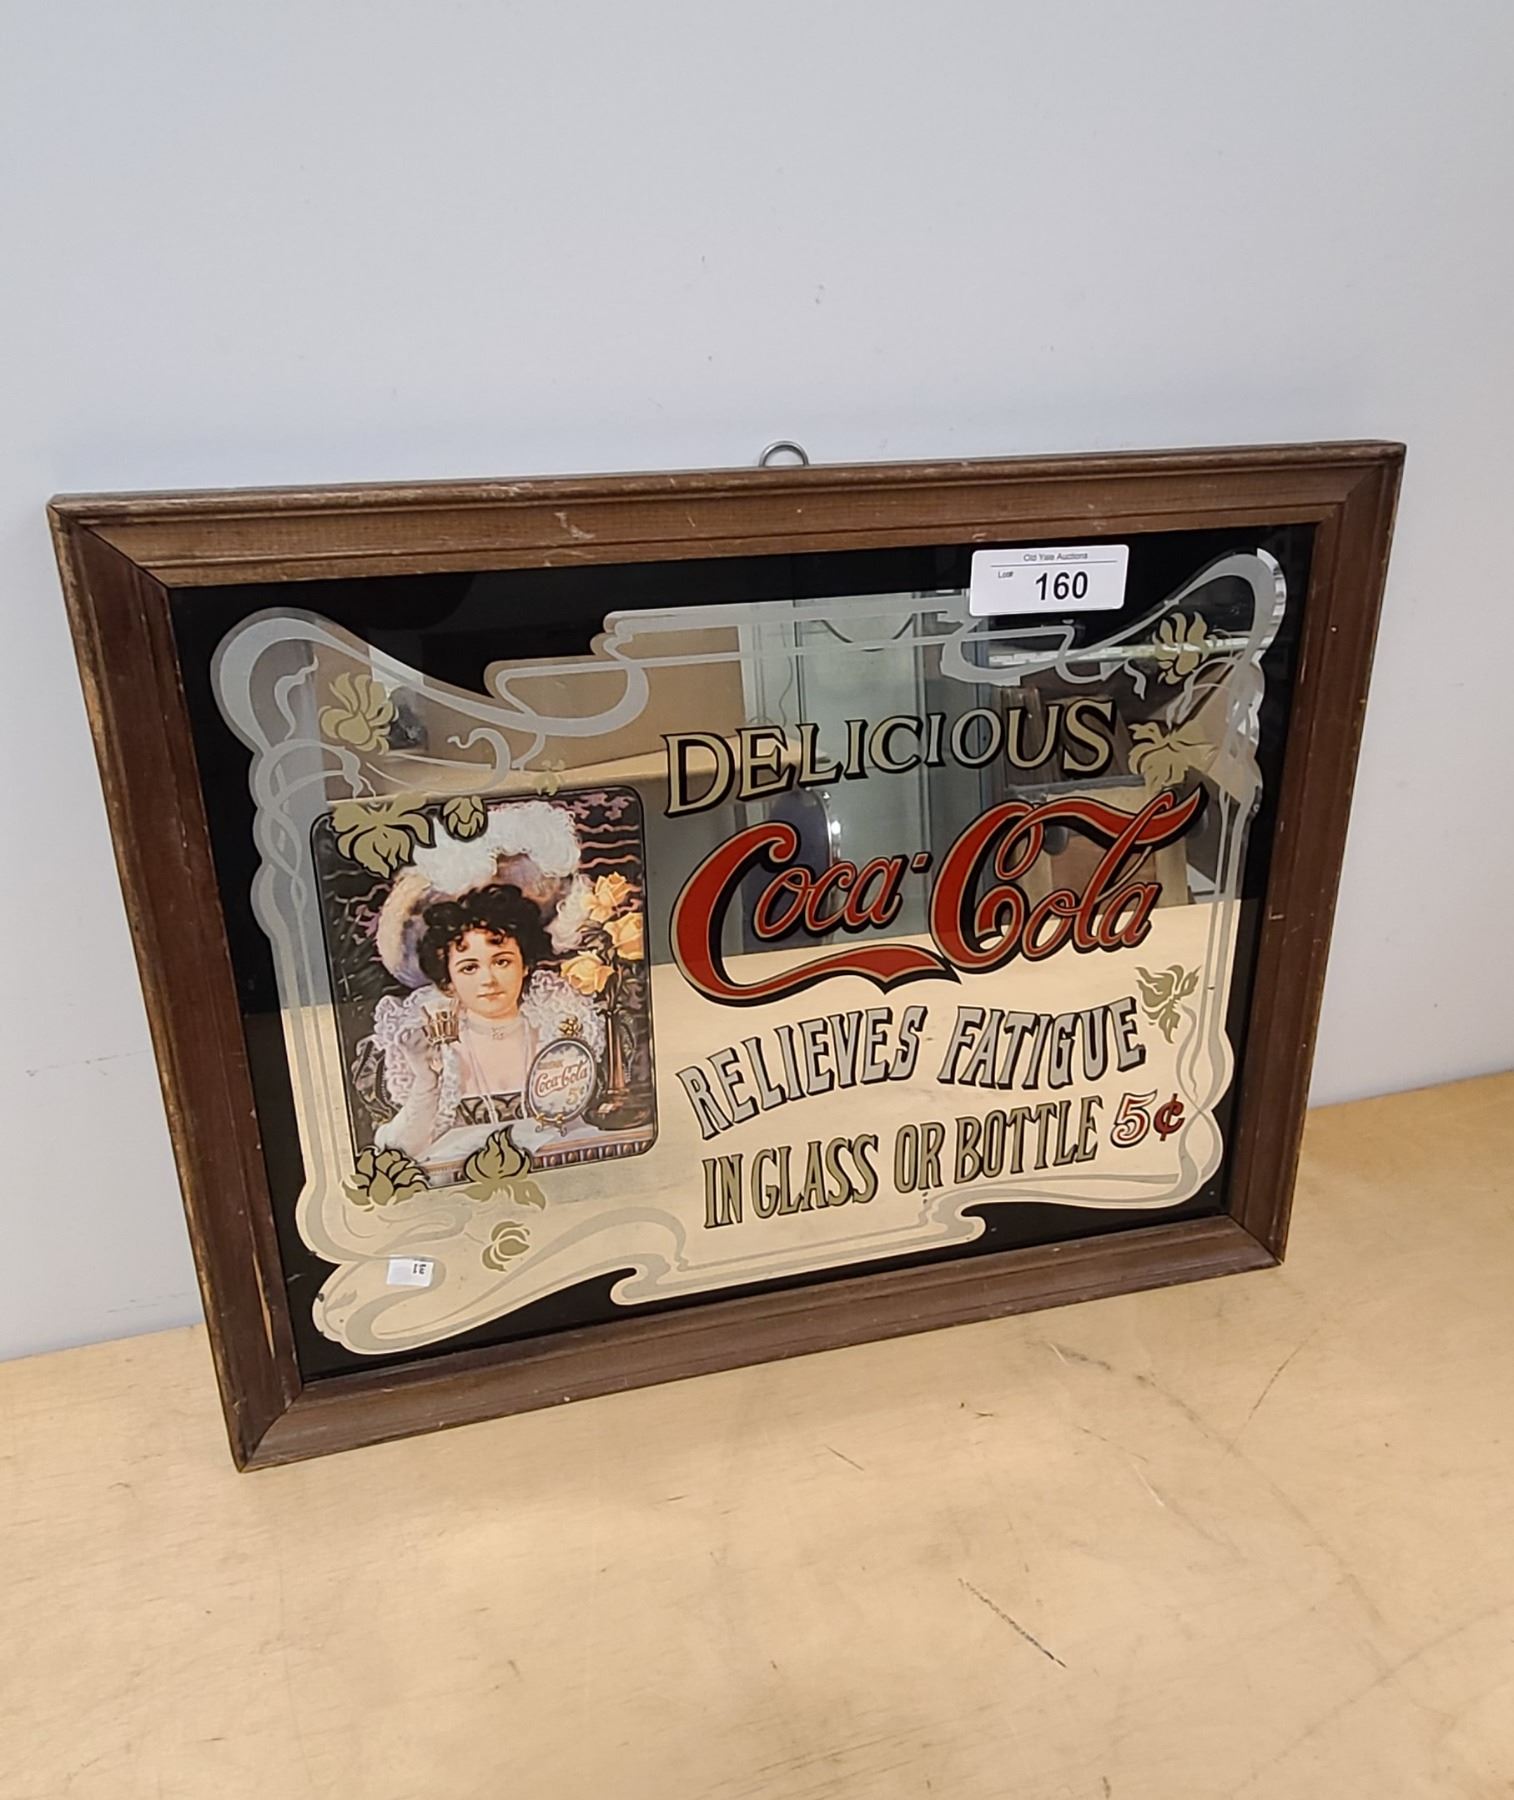 Old Yale Auctions
Lot# 160
DELICIOUS
Coca-Cola
RELIEVES FATIGUE
IN GLASS OR BOTTLE 5¢
Coca-Cola
5¢